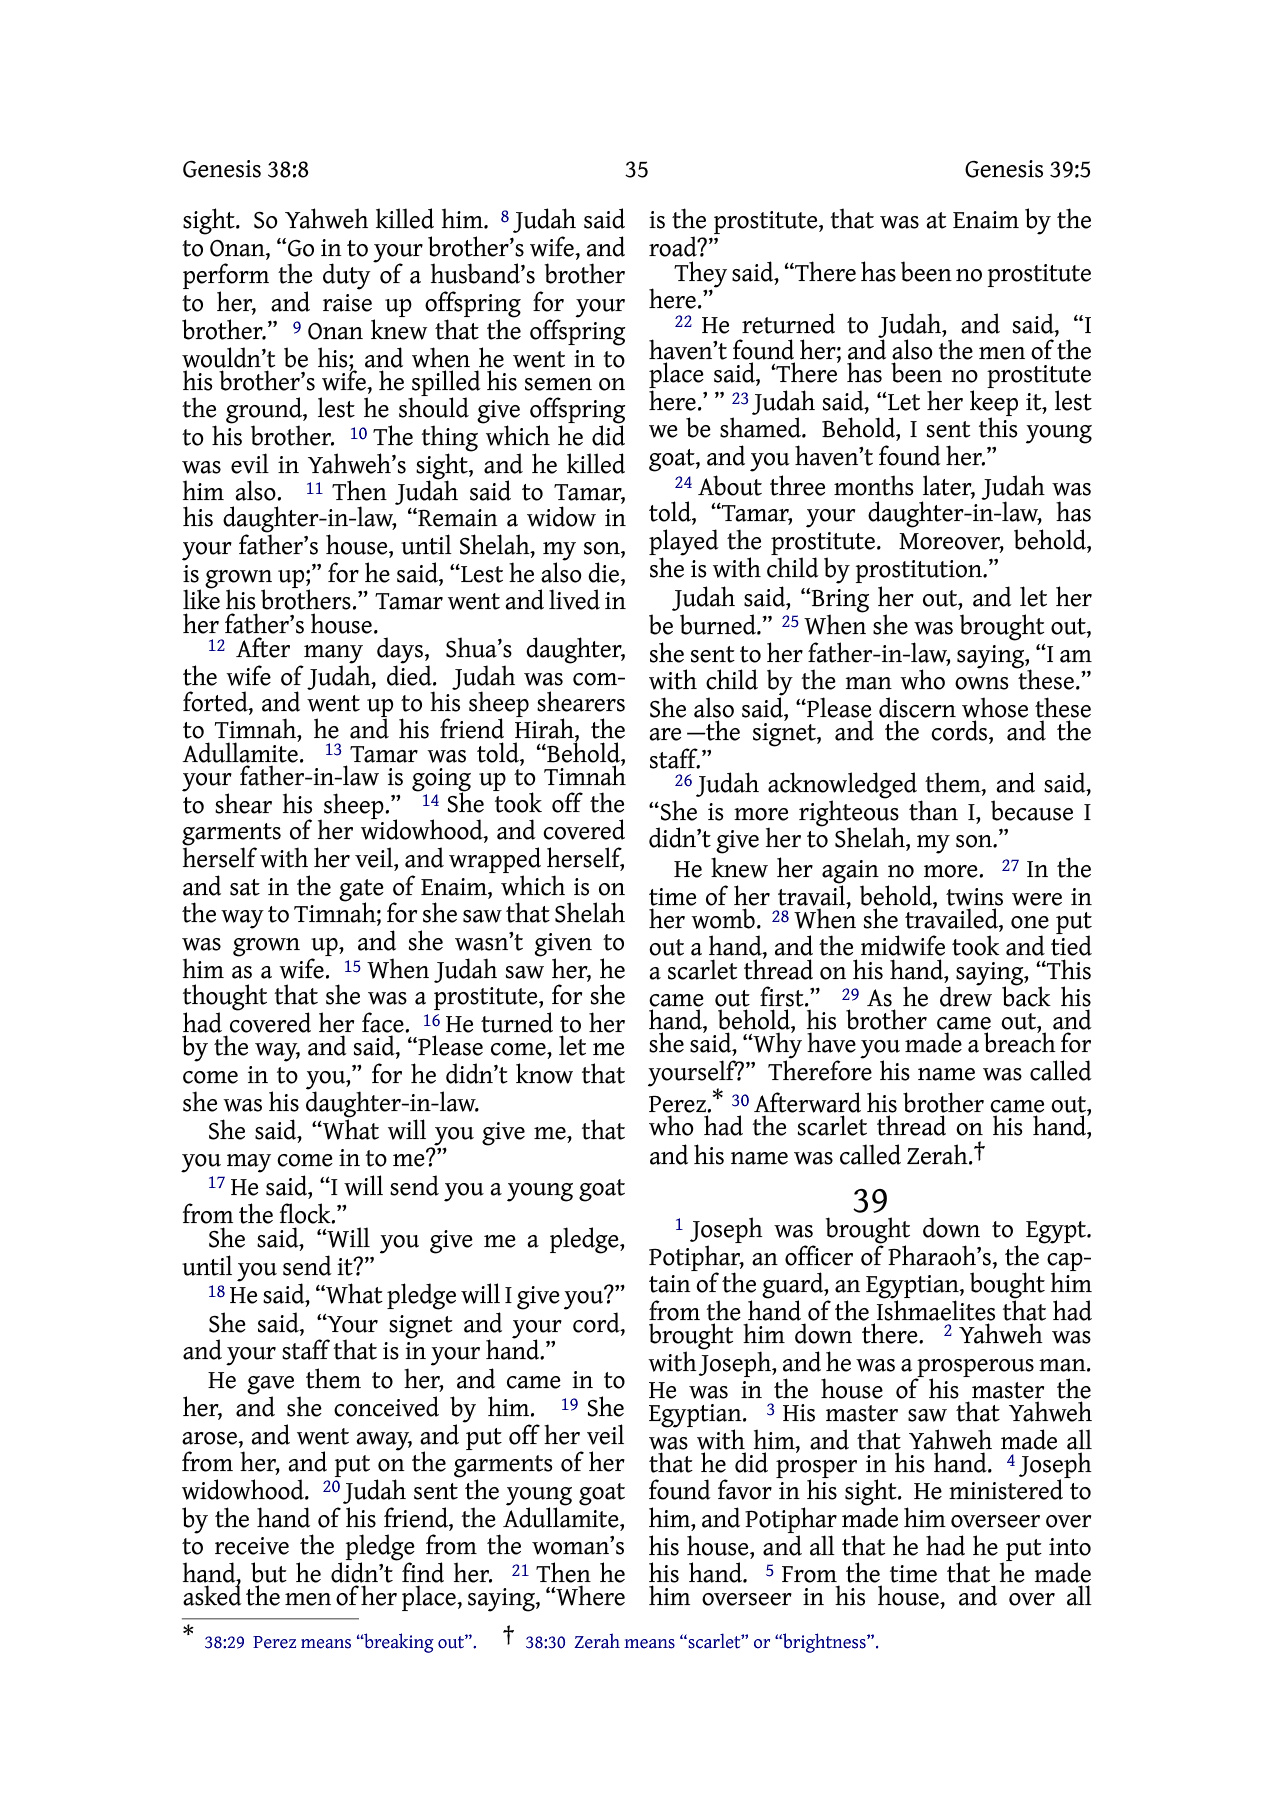 Genesis 38:8 35 Genesis 39:5
sight. So Yahweh killed him. 8 Judah said
to Onan, “Go in to your brother’s wife, and
perform the duty of a husband’s brother
to her, and raise up offspring for your
brother.” 9 Onan knew that the offspring
wouldn’t be his; and when he went in to
his brother’s wife, he spilled his semen on
the ground, lest he should give offspring
to his brother. 10 The thing which he did
was evil in Yahweh’s sight, and he killed
him also. 11 Then Judah said to Tamar,
his daughter-in-law, “Remain a widow in
your father’s house, until Shelah, my son,
is grown up;” for he said, “Lest he also die,
like his brothers.” Tamar went and lived in
her father’s house.
12 After many days, Shua’s daughter,
the wife of Judah, died. Judah was com-
forted, and went up to his sheep shearers
to Timnah, he and his friend Hirah, the
Adullamite. 13 Tamar was told, “Behold,
your father-in-law is going up to Timnah
to shear his sheep.” 14 She took off the
garments of her widowhood, and covered
herself with her veil, and wrapped herself,
and sat in the gate of Enaim, which is on
the way to Timnah; for she saw that Shelah
was grown up, and she wasn’t given to
him as a wife. 15 When Judah saw her, he
thought that she was a prostitute, for she
had covered her face. 16 He turned to her
by the way, and said, “Please come, let me
come in to you,” for he didn’t know that
she was his daughter-in-law.
She said, “What will you give me, that
you may come in to me?”
17 He said, “I will send you a young goat
from the flock.”
She said, “Will you give me a pledge,
until you send it?”
18 He said, “What pledge will I give you?”
She said, “Your signet and your cord,
and your staff that is in your hand.”
He gave them to her, and came in to
her, and she conceived by him. 19 She
arose, and went away, and put off her veil
from her, and put on the garments of her
widowhood. 20 Judah sent the young goat
by the hand of his friend, the Adullamite,
to receive the pledge from the woman’s
hand, but he didn’t find her. 21 Then he
asked the men of her place, saying, “Where
is the prostitute, that was at Enaim by the
road?”
They said, “There has been no prostitute
here.”
22 He returned to Judah, and said, “I
haven’t found her; and also the men of the
place said, ‘There has been no prostitute
here.’ ” 23 Judah said, “Let her keep it, lest
we be shamed. Behold, I sent this young
goat, and you haven’t found her.”
24 About three months later, Judah was
told, “Tamar, your daughter-in-law, has
played the prostitute. Moreover, behold,
she is with child by prostitution.”
Judah said, “Bring her out, and let her
be burned.” 25 When she was brought out,
she sent to her father-in-law, saying, “I am
with child by the man who owns these.”
She also said, “Please discern whose these
are—the signet, and the cords, and the
staff.”
26 Judah acknowledged them, and said,
“She is more righteous than I, because I
didn’t give her to Shelah, my son.”
He knew her again no more. 27 In the
time of her travail, behold, twins were in
her womb. 28 When she travailed, one put
out a hand, and the midwife took and tied
a scarlet thread on his hand, saying, “This
came out first.” 29 As he drew back his
hand, behold, his brother came out, and
she said, “Why have you made a breach for
yourself?” Therefore his name was called
Perez.* 30 Afterward his brother came out,
who had the scarlet thread on his hand,
and his name was called Zerah.†
39
1 Joseph was brought down to Egypt.
Potiphar, an officer of Pharaoh’s, the cap-
tain of the guard, an Egyptian, bought him
from the hand of the Ishmaelites that had
brought him down there. 2 Yahweh was
with Joseph, and he was a prosperous man.
He was in the house of his master the
Egyptian. 3 His master saw that Yahweh
was with him, and that Yahweh made all
that he did prosper in his hand. 4 Joseph
found favor in his sight. He ministered to
him, and Potiphar made him overseer over
his house, and all that he had he put into
his hand. 5 From the time that he made
him overseer in his house, and over all
* 38:29 Perez means “breaking out”. † 38:30 Zerah means “scarlet” or “brightness”.